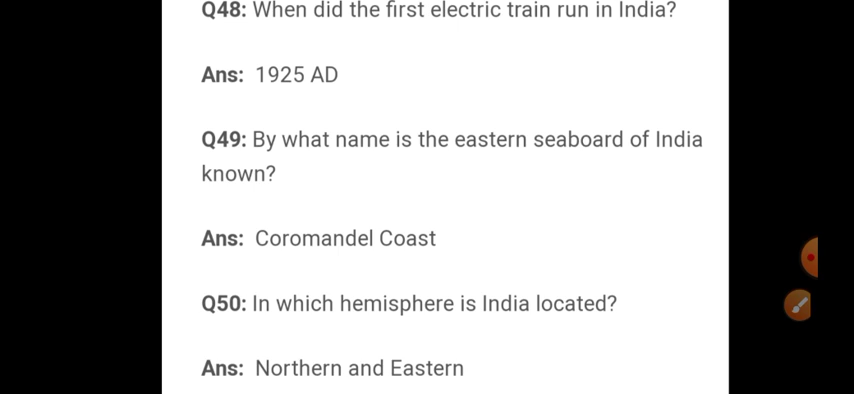 Q48: When did the first electric train run in India?
Ans: 1925 AD
Q49: By what name is the eastern seaboard of India
known?
Ans: Coromandel Coast
Q50: In which hemisphere is India located?
Ans: Northern and Eastern